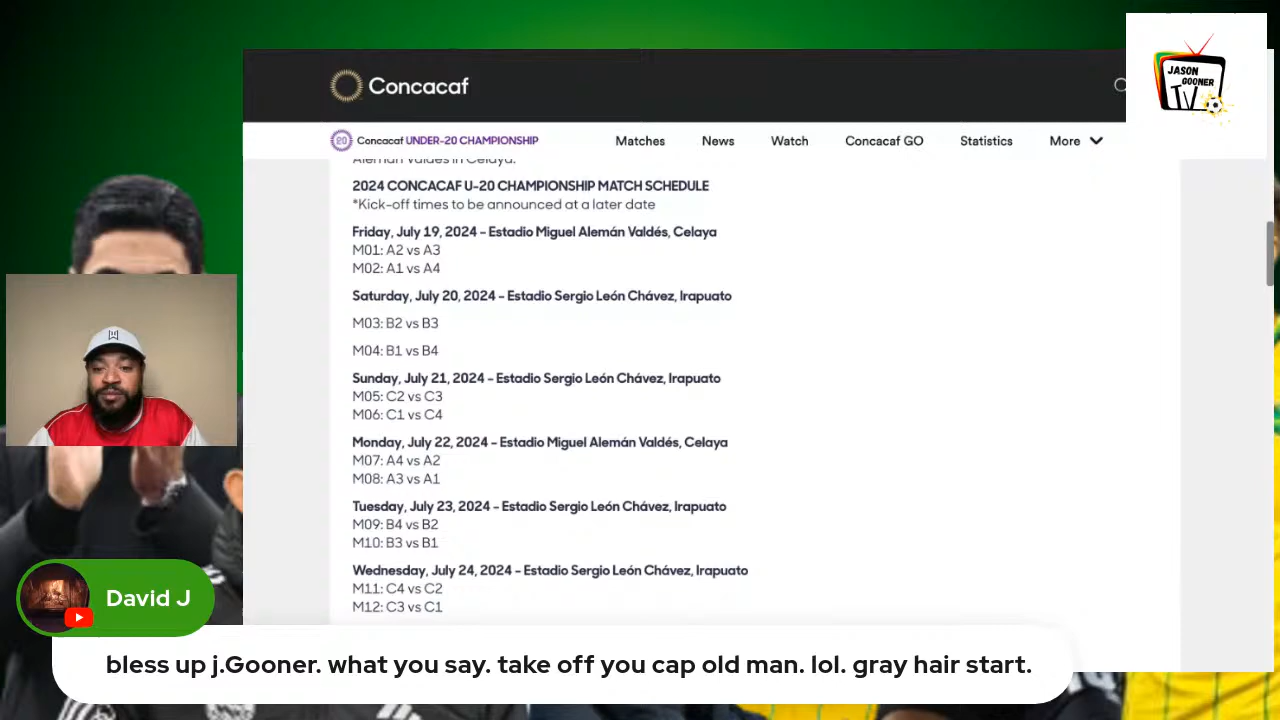 JASON
GOONER
TV
Concacaf
20 Concacaf UNDER-20 CHAMPIONSHIP Matches News Watch Concacaf GO Statistics More
Alemán Valdés in Celaya.
2024 CONCACAF U-20 CHAMPIONSHIP MATCH SCHEDULE
*Kick-off times to be announced at a later date
Friday, July 19, 2024 – Estadio Miguel Alemán Valdés, Celaya
M01: A2 vs A3
M02: A1 vs A4
Saturday, July 20, 2024 – Estadio Sergio León Chávez, Irapuato
M03: B2 vs B3
M04: B1 vs B4
Sunday, July 21, 2024 – Estadio Sergio León Chávez, Irapuato
M05: C2 vs C3
M06: C1 vs C4
Monday, July 22, 2024 – Estadio Miguel Alemán Valdés, Celaya
M07: A4 vs A2
M08: A3 vs A1
Tuesday, July 23, 2024 – Estadio Sergio León Chávez, Irapuato
M09: B4 vs B2
M10: B3 vs B1
Wednesday, July 24, 2024 – Estadio Sergio León Chávez, Irapuato
M11: C4 vs C2
M12: C3 vs C1
David J
bless up j.Gooner. what you say. take off you cap old man. lol. gray hair start.